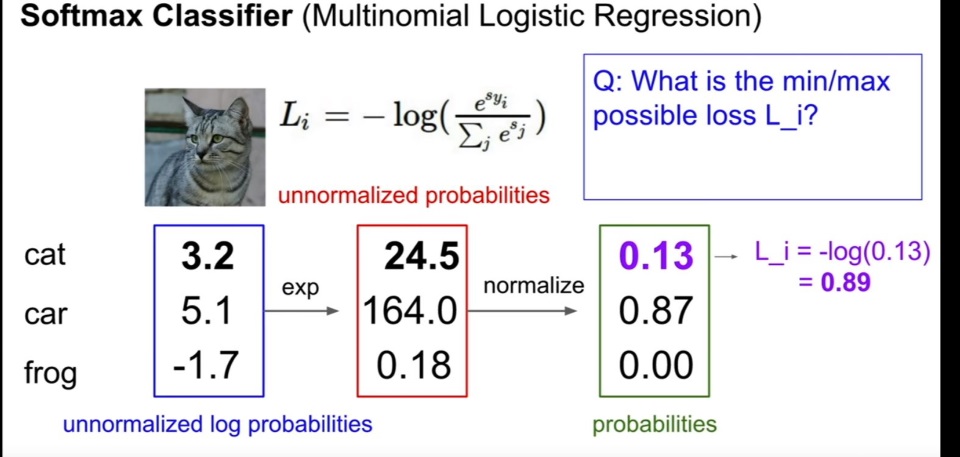 Softmax Classifier (Multinomial Logistic Regression)
L_i = − log(e^{s_{y_i}} / ∑_j e^{s_j})
Q: What is the min/max
possible loss L_i?
unnormalized probabilities
cat 3.2 24.5 0.13 → L_i = -log(0.13)
= 0.89
exp normalize
car 5.1 164.0 0.87
frog -1.7 0.18 0.00
unnormalized log probabilities probabilities